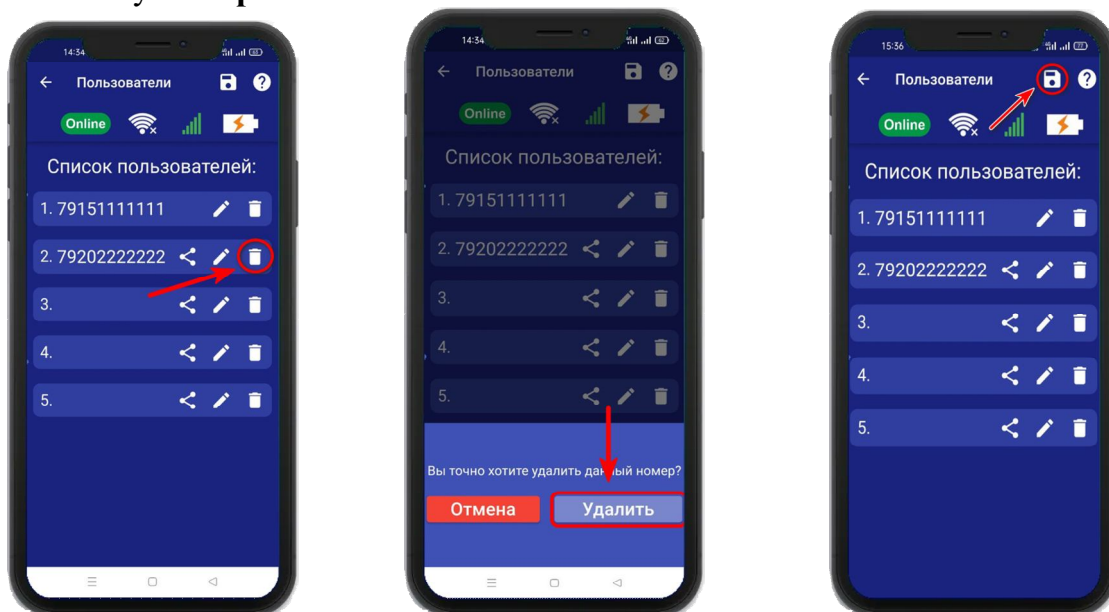 14:34
Пользователи
Online
Список пользователей:
1. 79151111111
2. 79202222222
3.
4.
5.
14:34
Пользователи
Online
Список пользователей:
1. 79151111111
2. 79202222222
3.
4.
5.
Вы точно хотите удалить данный номер?
Отмена
Удалить
15:36
Пользователи
Online
Список пользователей:
1. 79151111111
2. 79202222222
3.
4.
5.